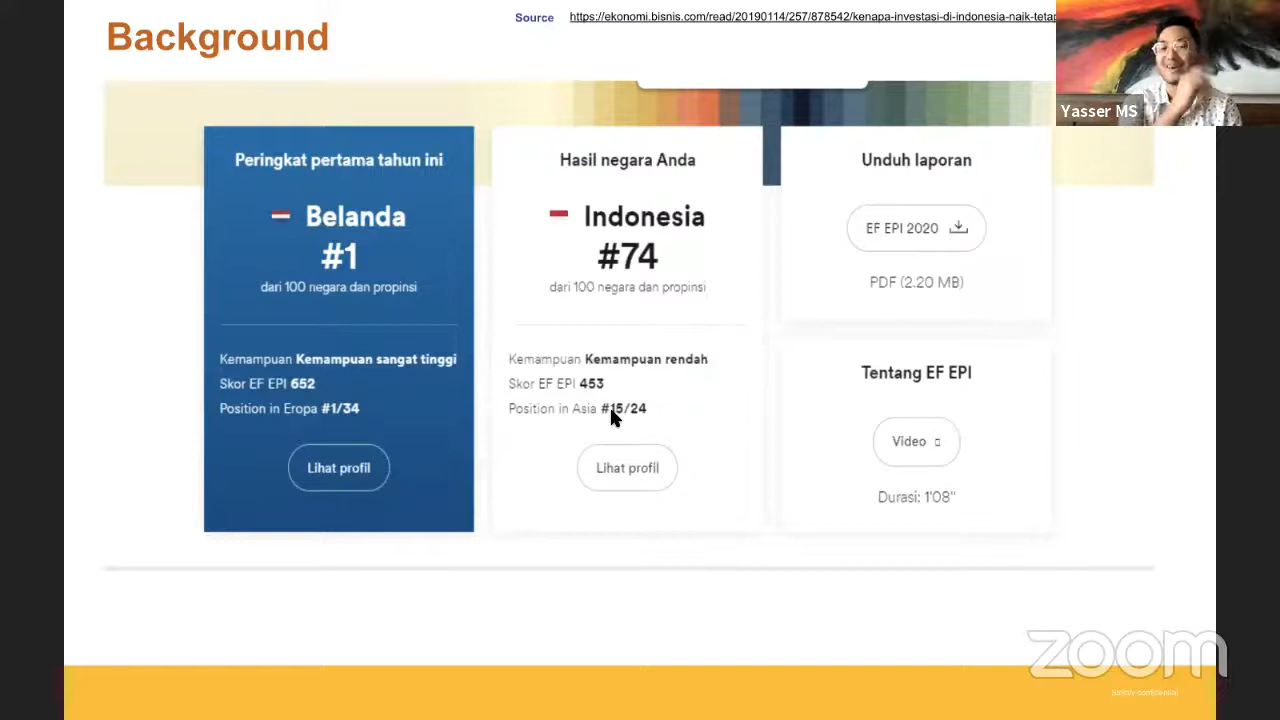 Background
Source https://ekonomi.bisnis.com/read/20190114/257/878542/kenapa-investasi-di-indonesia-naik-tetap
Yasser MS
Peringkat pertama tahun ini
Belanda
#1
dari 100 negara dan propinsi
Kemampuan Kemampuan sangat tinggi
Skor EF EPI 652
Position in Eropa #1/34
Lihat profil
Hasil negara Anda
Indonesia
#74
dari 100 negara dan propinsi
Kemampuan Kemampuan rendah
Skor EF EPI 453
Position in Asia #15/24
Lihat profil
Unduh laporan
EF EPI 2020
PDF (2.20 MB)
Tentang EF EPI
Video
Durasi: 1'08"
zoom
Strictly confidential